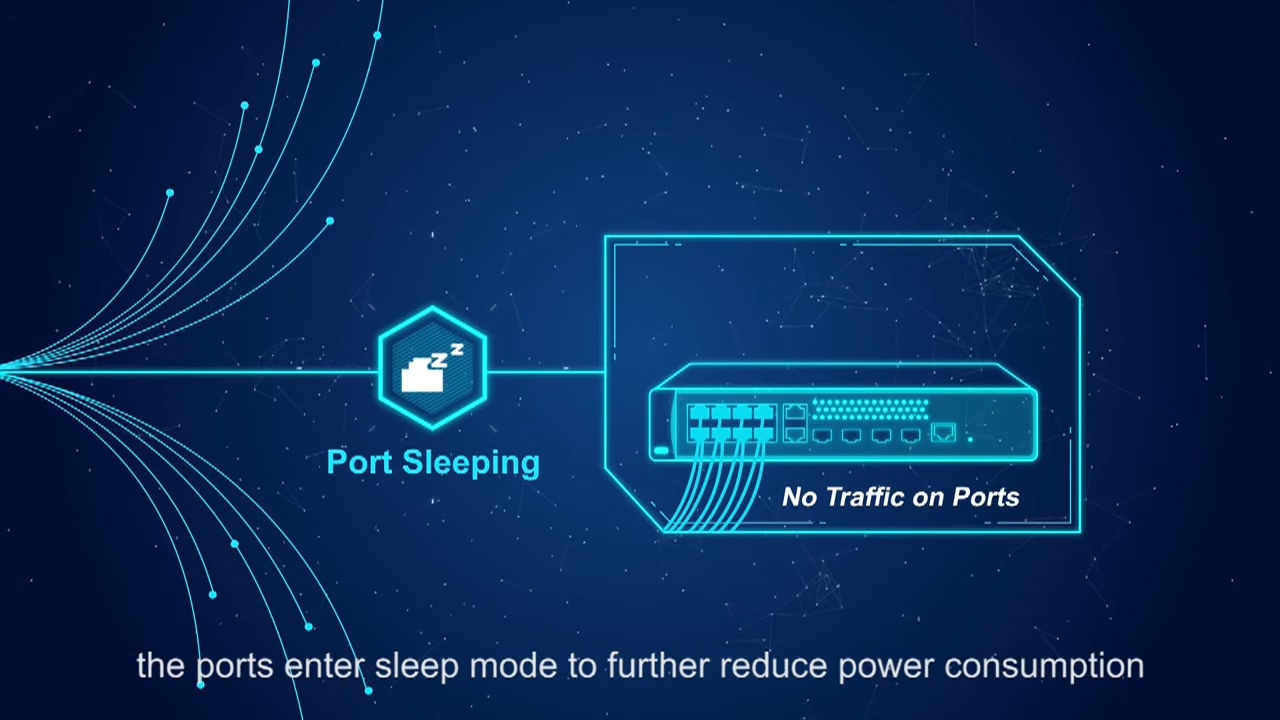 Port Sleeping
No Traffic on Ports
the ports enter sleep mode to further reduce power consumption